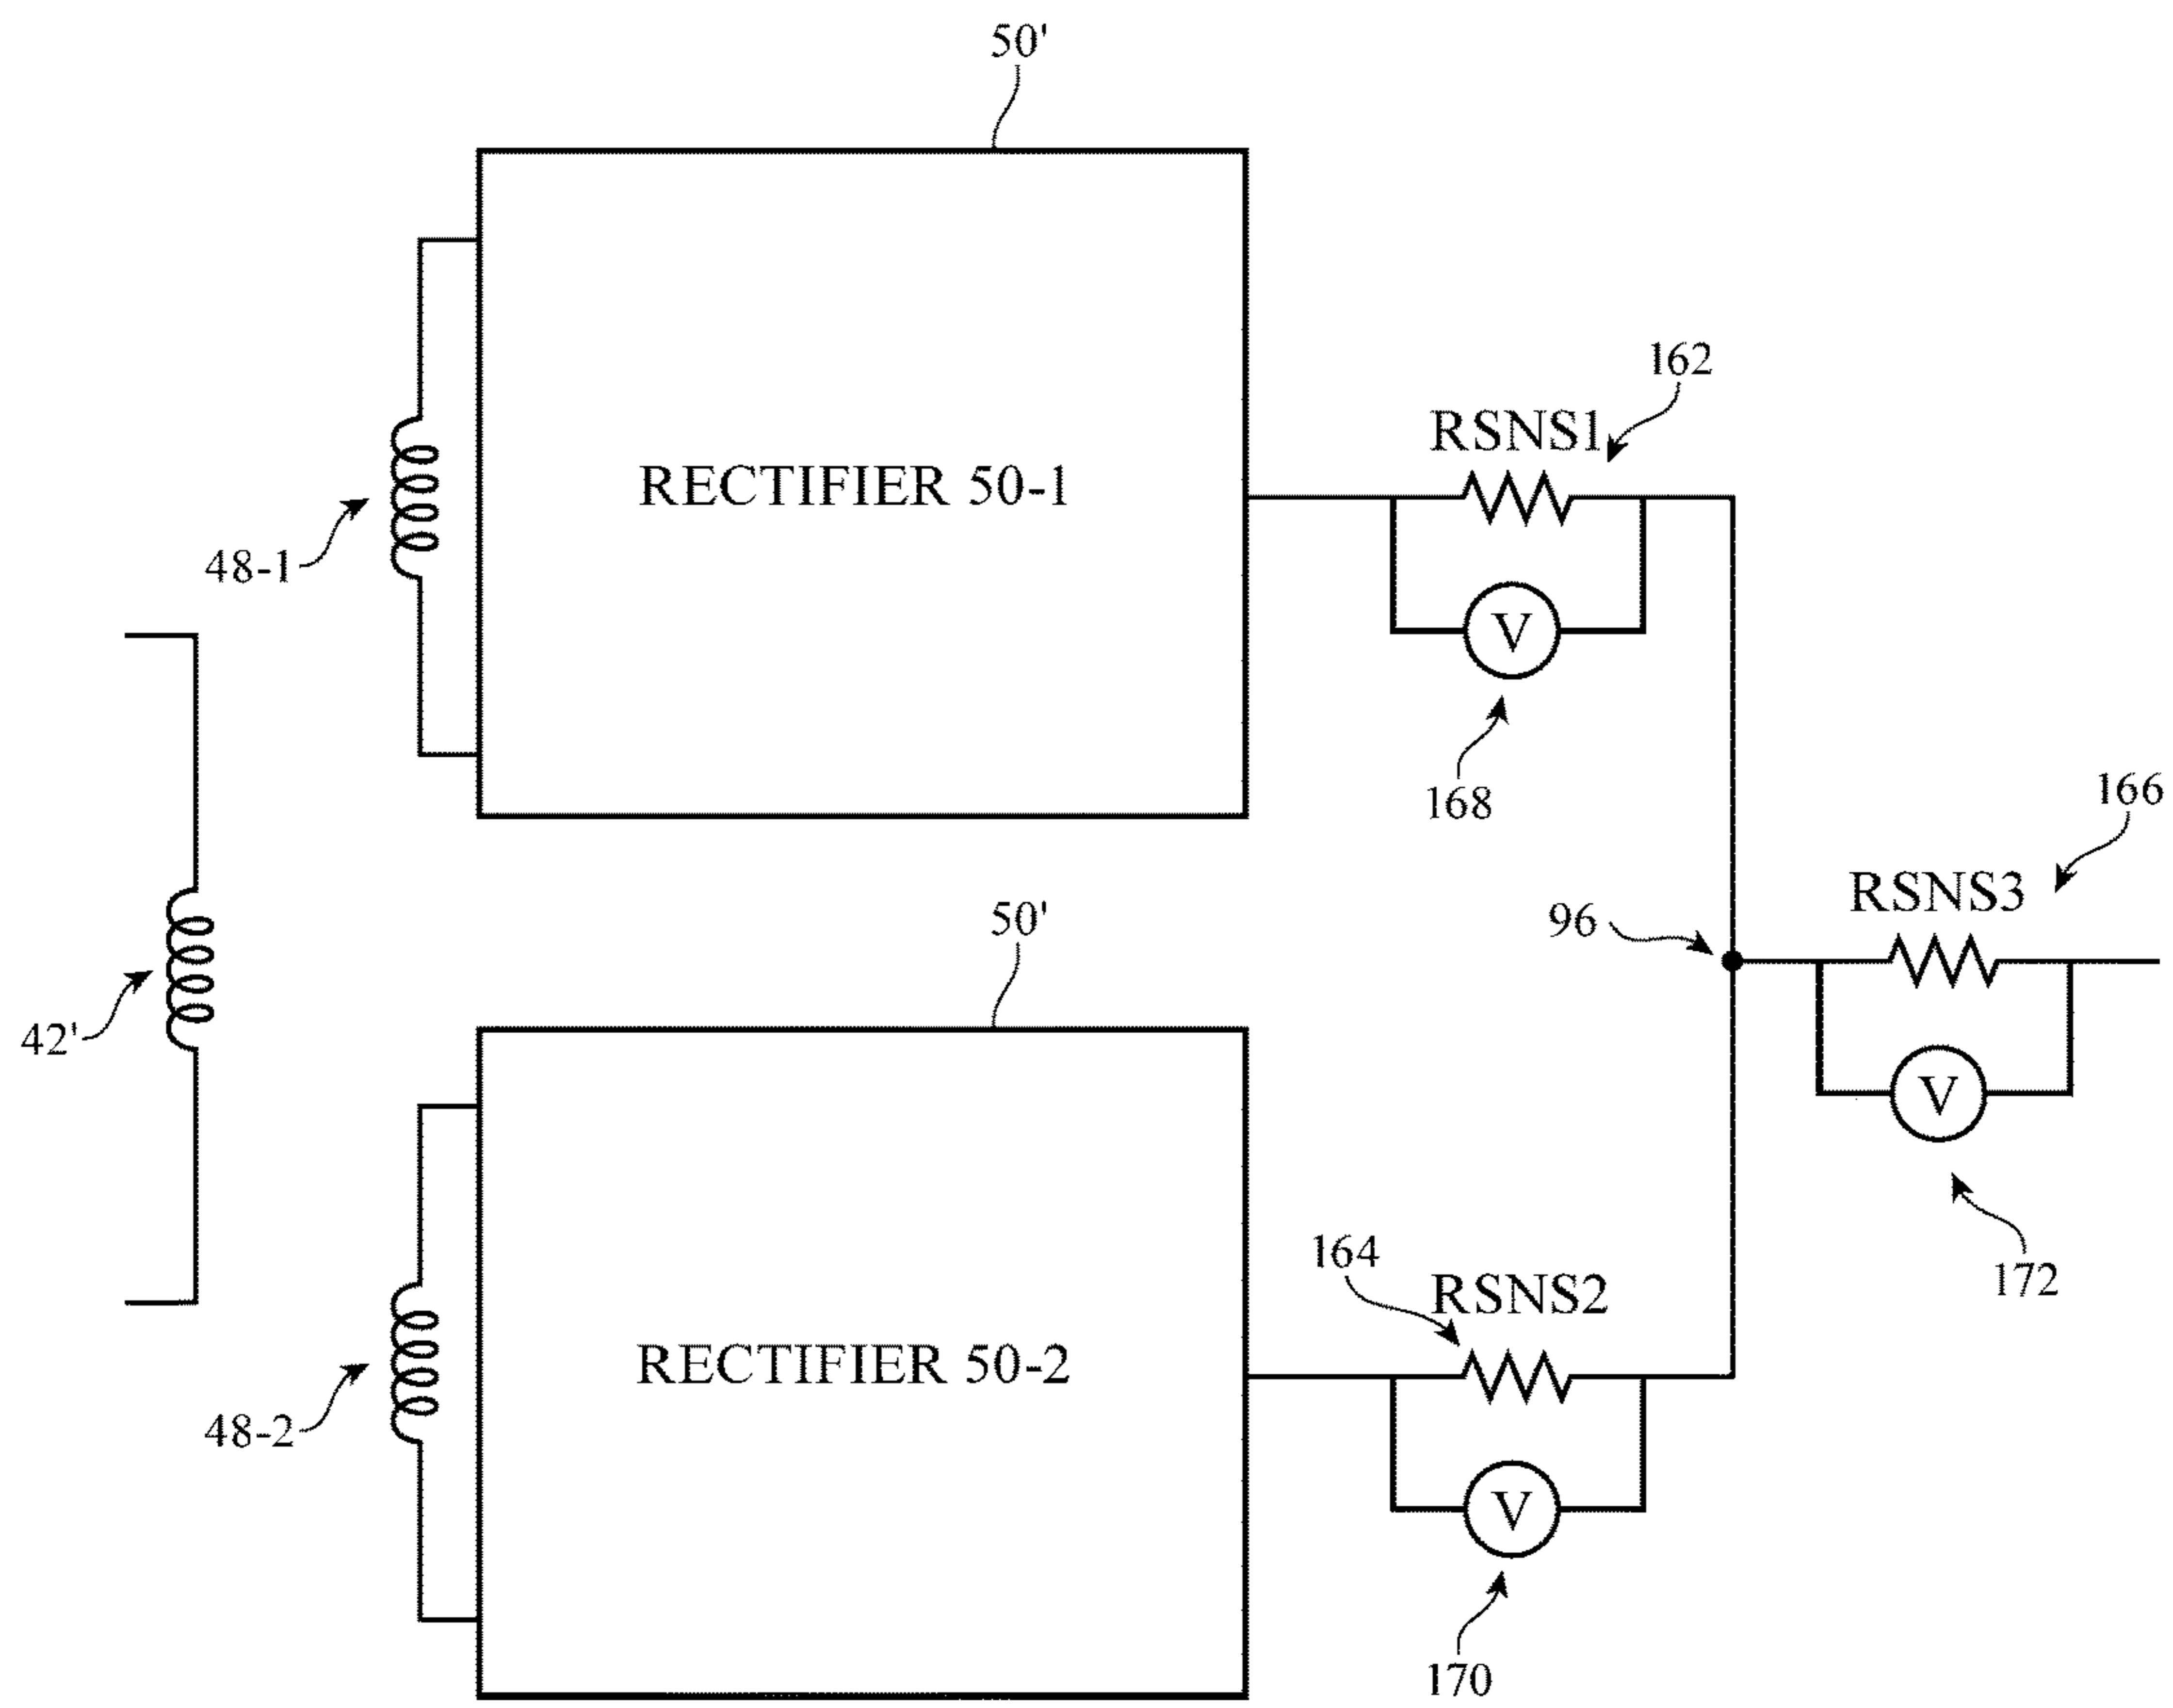 50'
162
RSNS1
RECTIFIER 50-1
48-1
V
168
166
RSNS3
96
50'
42'
V
172
164
RSNS2
RECTIFIER 50-2
48-2
V
170